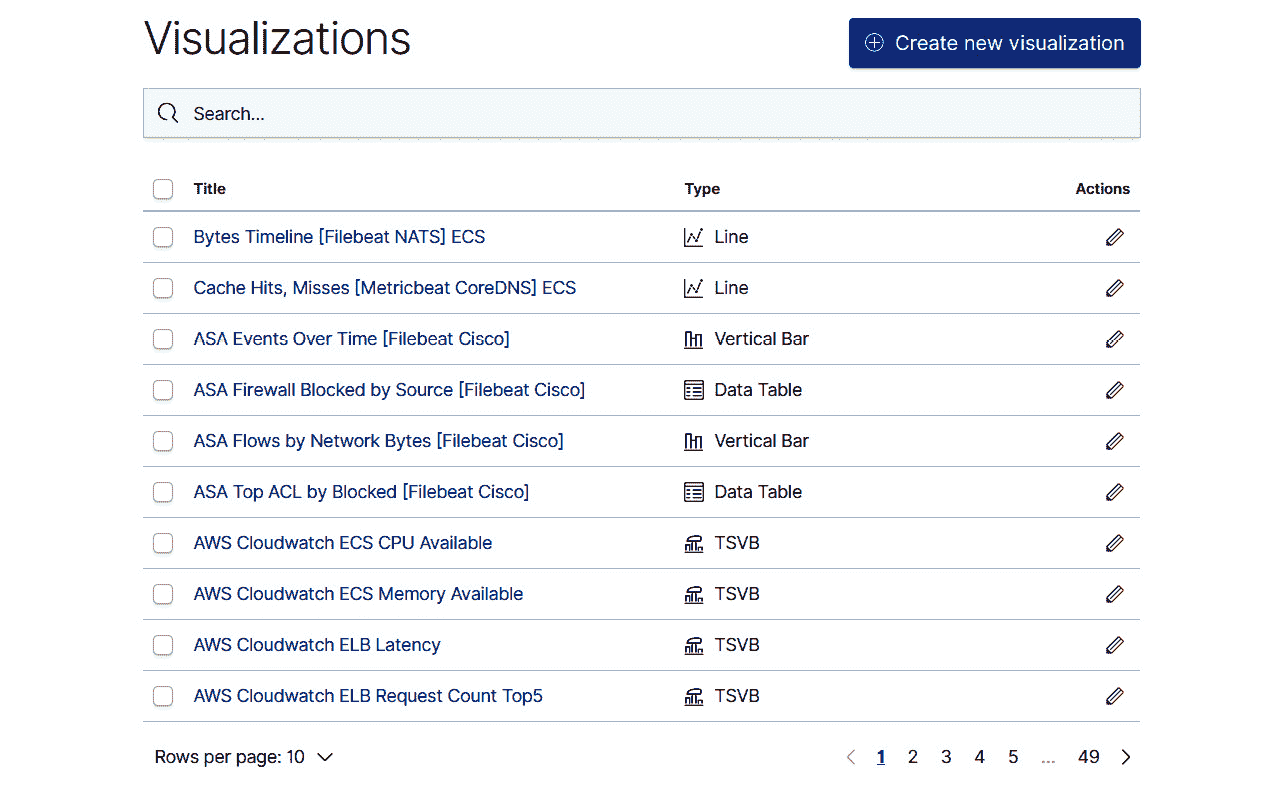 Visualizations
Create new visualization
Search...
Title Type Actions
Bytes Timeline [Filebeat NATS] ECS Line
Cache Hits, Misses [Metricbeat CoreDNS] ECS Line
ASA Events Over Time [Filebeat Cisco] Vertical Bar
ASA Firewall Blocked by Source [Filebeat Cisco] Data Table
ASA Flows by Network Bytes [Filebeat Cisco] Vertical Bar
ASA Top ACL by Blocked [Filebeat Cisco] Data Table
AWS Cloudwatch ECS CPU Available TSVB
AWS Cloudwatch ECS Memory Available TSVB
AWS Cloudwatch ELB Latency TSVB
AWS Cloudwatch ELB Request Count Top5 TSVB
Rows per page: 10 1 2 3 4 5 ... 49